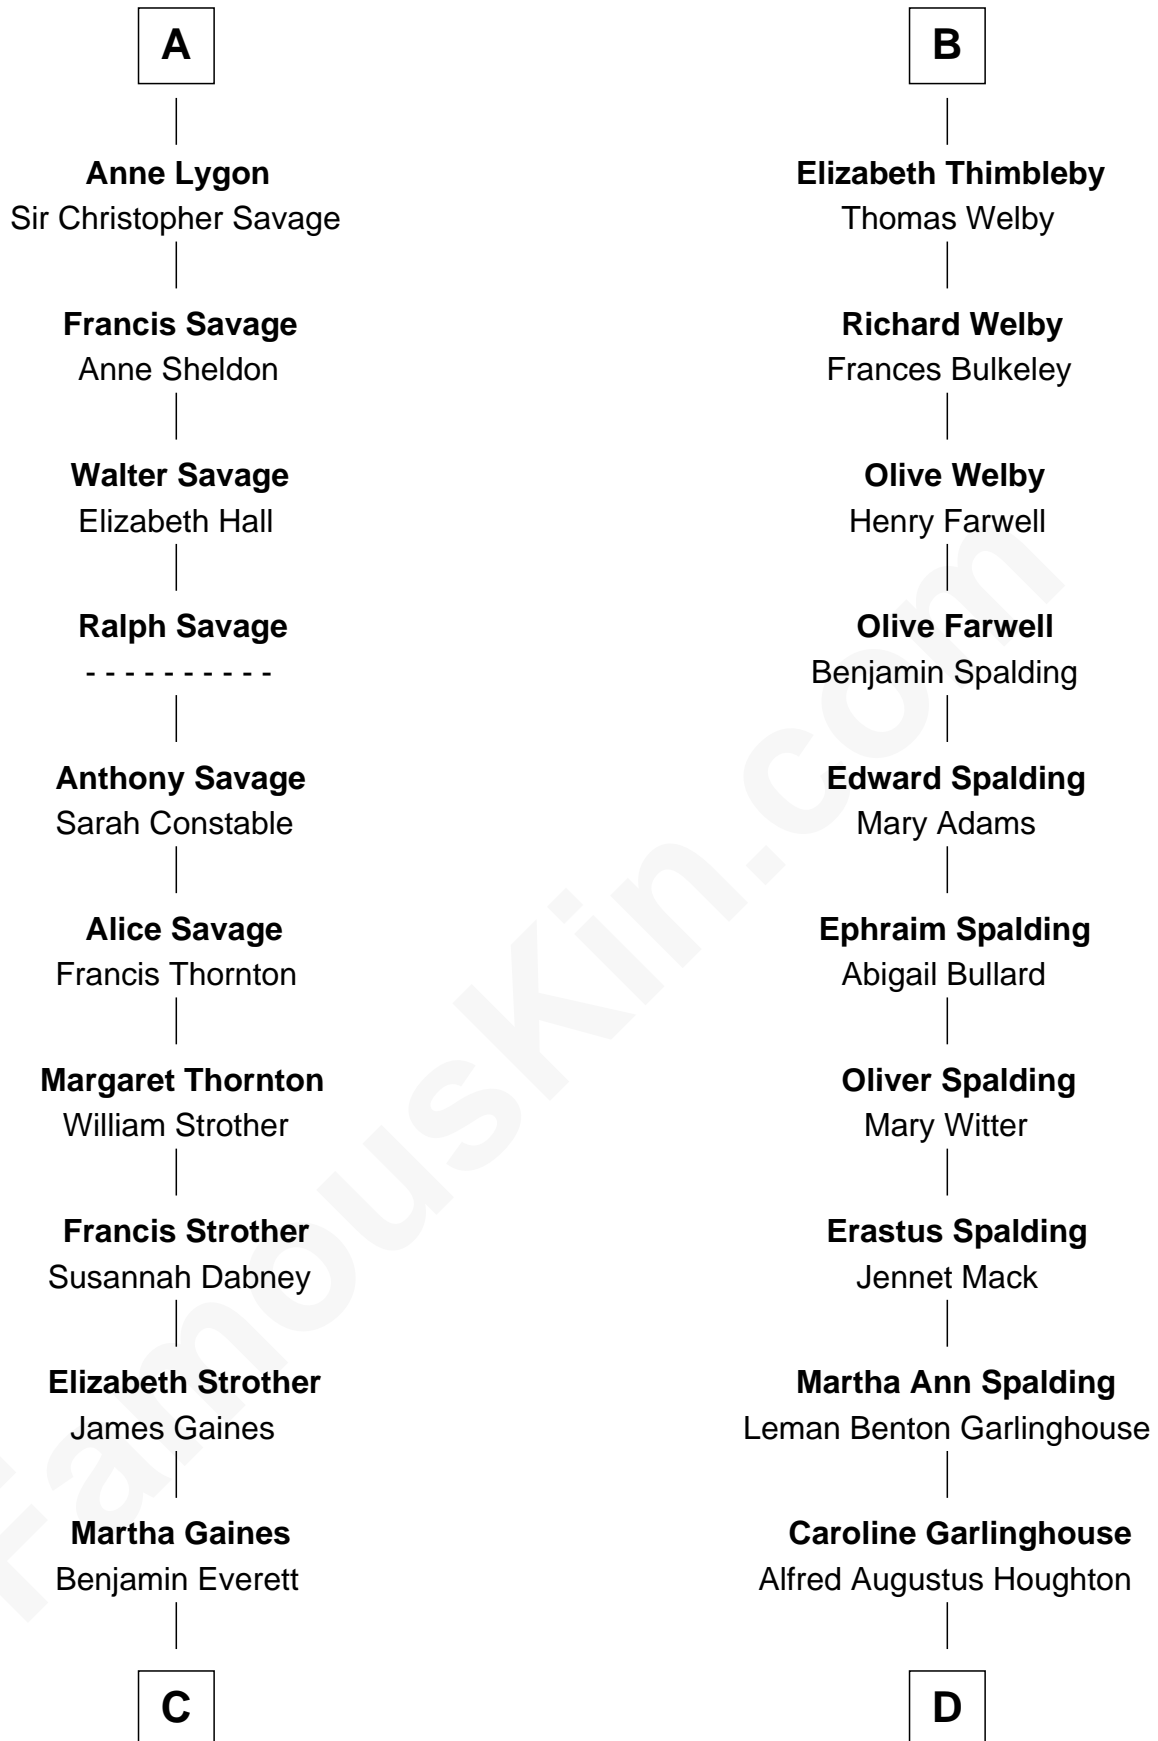 A
Anne Lygon
Sir Christopher Savage
Francis Savage
Anne Sheldon
Walter Savage
Elizabeth Hall
Ralph Savage
- - - - - - - - - -
Anthony Savage
Sarah Constable
Alice Savage
Francis Thornton
Margaret Thornton
William Strother
Francis Strother
Susannah Dabney
Elizabeth Strother
James Gaines
Martha Gaines
Benjamin Everett
C
B
Elizabeth Thimbleby
Thomas Welby
Richard Welby
Frances Bulkeley
Olive Welby
Henry Farwell
Olive Farwell
Benjamin Spalding
Edward Spalding
Mary Adams
Ephraim Spalding
Abigail Bullard
Oliver Spalding
Mary Witter
Erastus Spalding
Jennet Mack
Martha Ann Spalding
Leman Benton Garlinghouse
Caroline Garlinghouse
Alfred Augustus Houghton
D
FamousKin.com